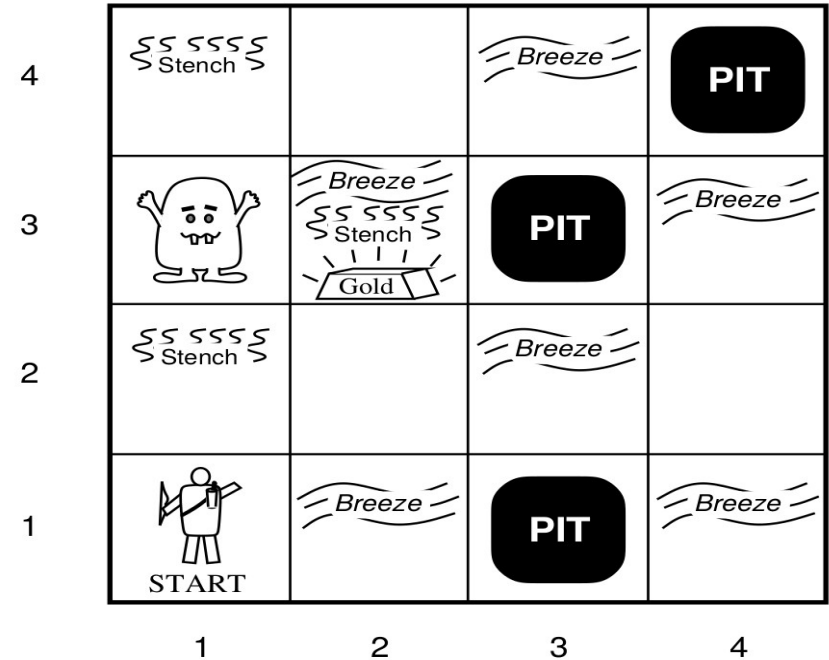 4
Stench
Breeze
PIT
3
Breeze
Stench
Gold
PIT
Breeze
2
Stench
Breeze
1
START
Breeze
PIT
Breeze
1 2 3 4